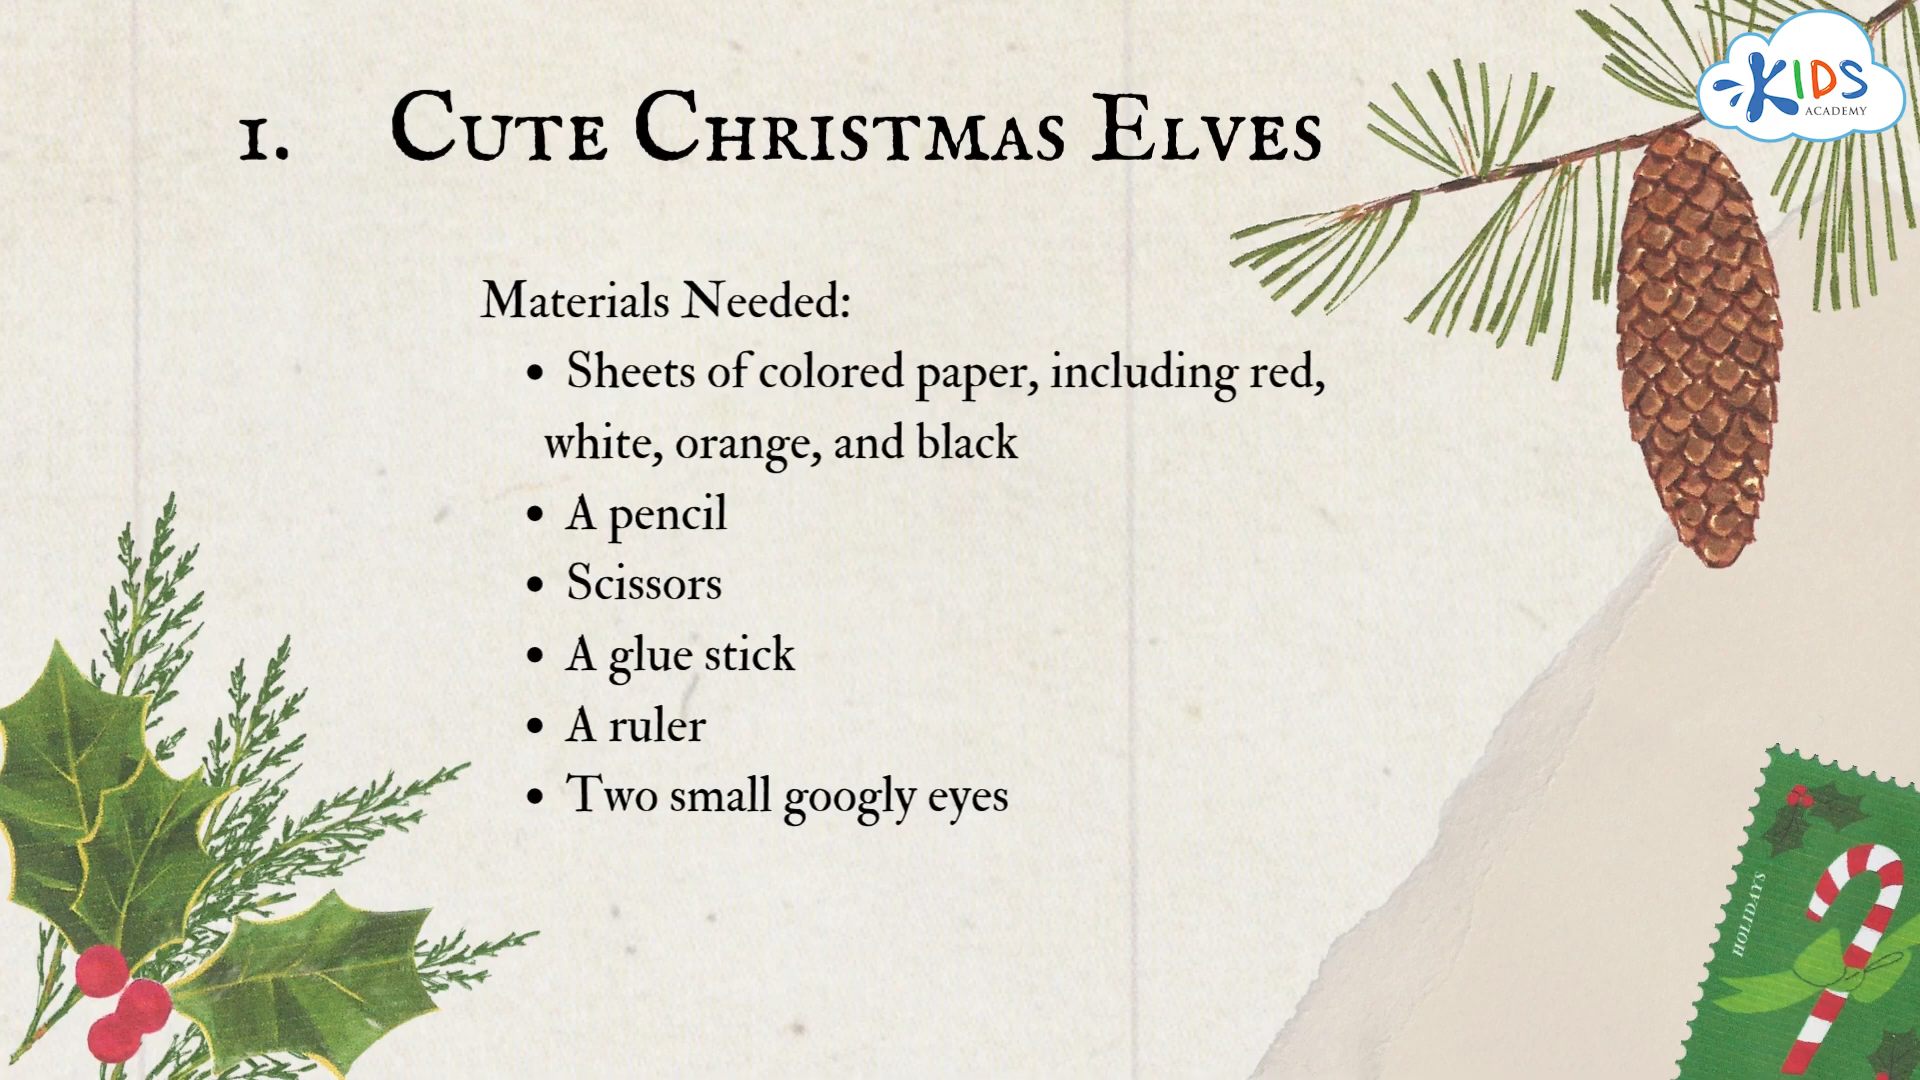 KIDS
ACADEMY
1. Cute Christmas Elves
Materials Needed:
• Sheets of colored paper, including red,
white, orange, and black
• A pencil
• Scissors
• A glue stick
• A ruler
• Two small googly eyes
HOLIDAYS